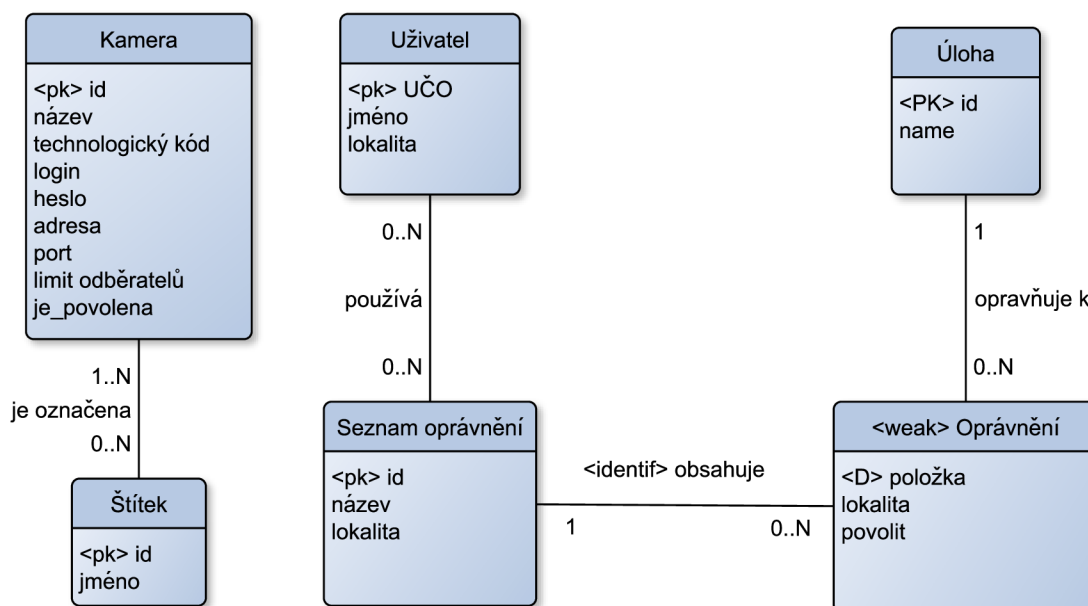 Kamera
<pk> id
název
technologický kód
login
heslo
adresa
port
limit odběratelů
je_povolena
1..N
je označena
0..N
Štítek
<pk> id
jméno
Uživatel
<pk> UČO
jméno
lokalita
0..N
používá
0..N
Seznam oprávnění
<pk> id
název
lokalita
<identif> obsahuje
1
0..N
Úloha
<PK> id
name
1
opravňuje k
0..N
<weak> Oprávnění
<D> položka
lokalita
povolit